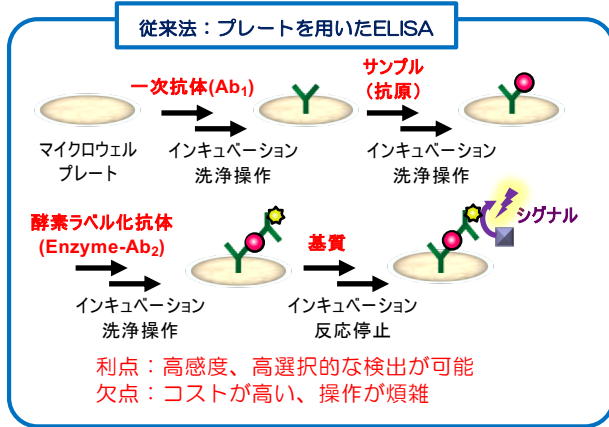 従来法：プレートを用いたELISA
一次抗体(Ab₁)
サンプル
（抗原）
マイクロウェル
プレート
インキュベーション
洗浄操作
インキュベーション
洗浄操作
酵素ラベル化抗体
(Enzyme-Ab₂)
基質
シグナル
インキュベーション
洗浄操作
インキュベーション
反応停止
利点：高感度、高選択的な検出が可能
欠点：コストが高い、操作が煩雑